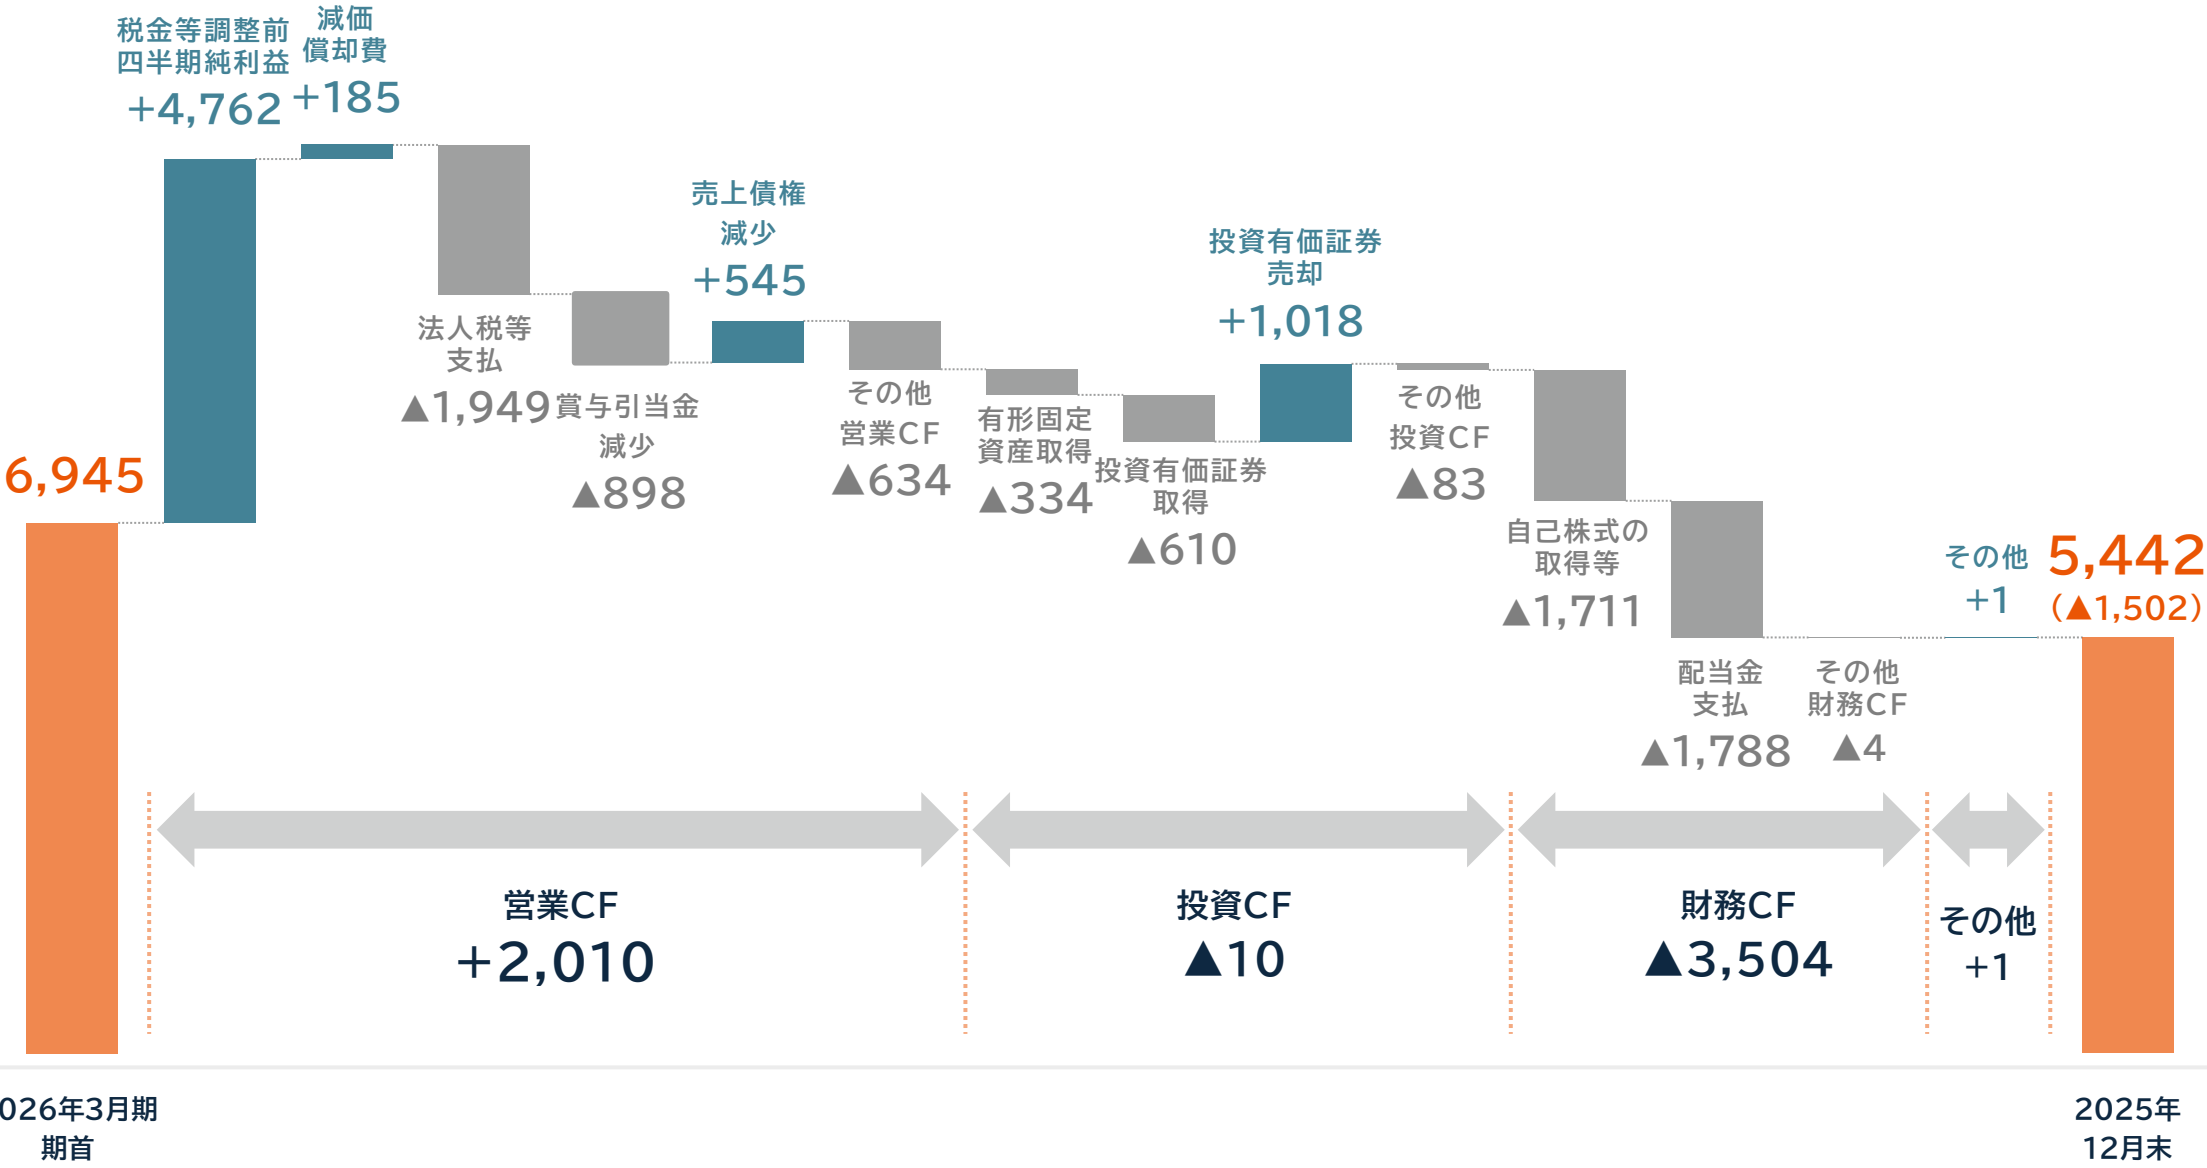 税金等調整前
四半期純利益
+4,762
減価
償却費
+185
法人税等
支払
▲1,949
賞与引当金
減少
▲898
売上債権
減少
+545
その他
営業CF
▲634
有形固定
資産取得
▲334
投資有価証券
取得
▲610
投資有価証券
売却
+1,018
その他
投資CF
▲83
自己株式の
取得等
▲1,711
配当金
支払
▲1,788
その他
財務CF
▲4
その他
+1
6,945
5,442
(▲1,502)
営業CF
+2,010
投資CF
▲10
財務CF
▲3,504
その他
+1
026年3月期
期首
2025年
12月末